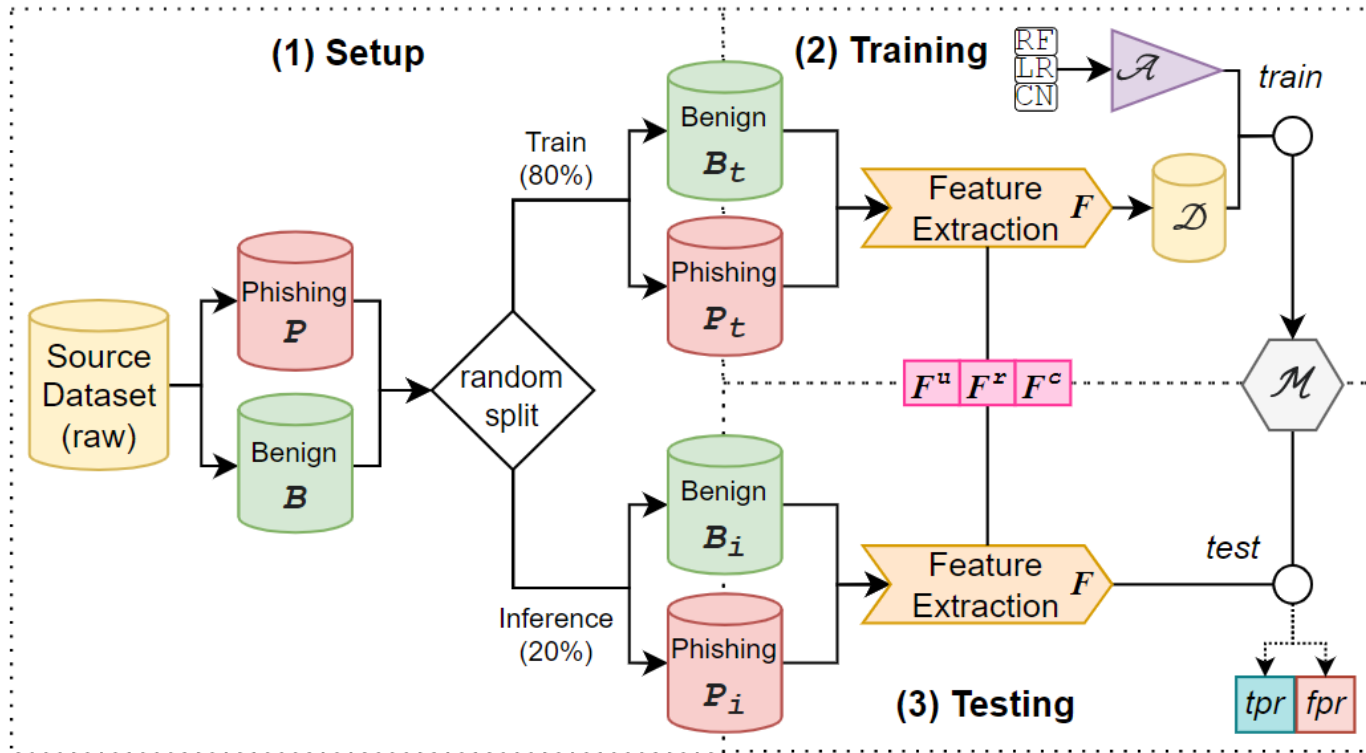 (1) Setup
(2) Training
RF
LR
CN
𝒜
train
Benign
B_t
Train
(80%)
Feature
Extraction
F
𝒟
Phishing
P_t
Phishing
P
Source
Dataset
(raw)
Benign
B
random
split
F^u
F^r
F^c
ℳ
Benign
B_i
Inference
(20%)
Feature
Extraction
F
test
Phishing
P_i
(3) Testing
tpr
fpr